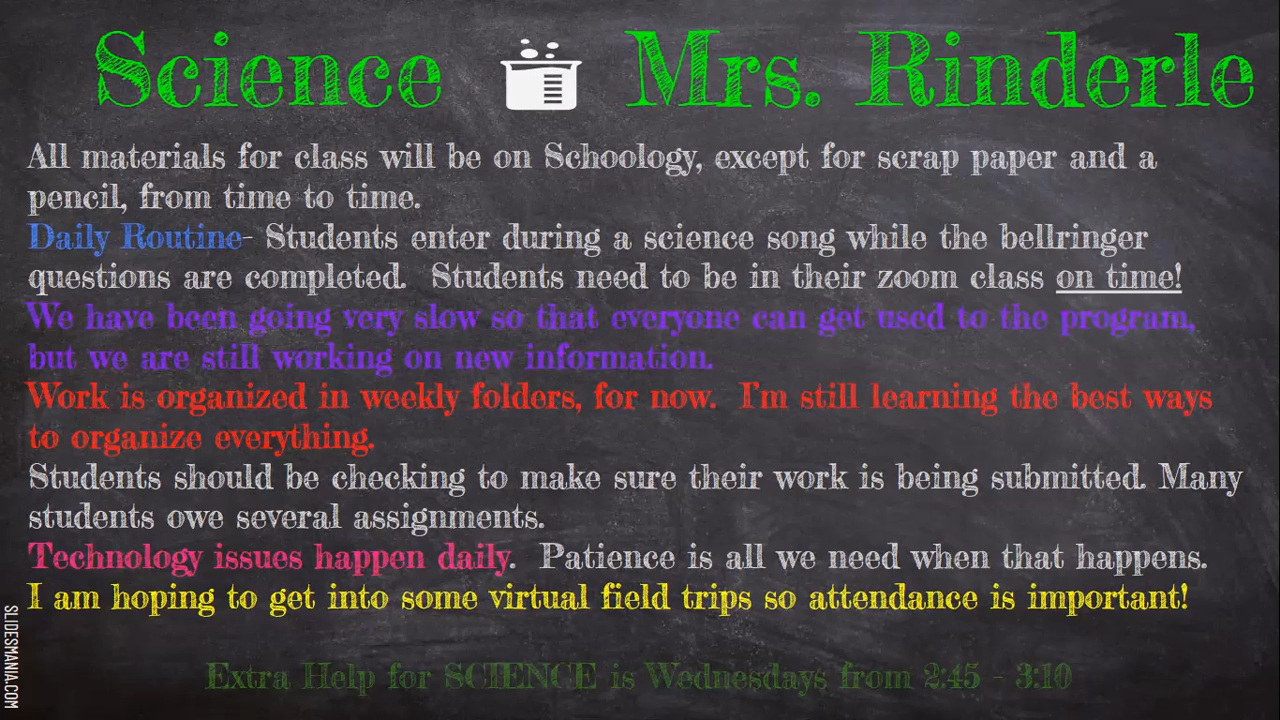 Science Mrs. Rinderle
All materials for class will be on Schoology, except for scrap paper and a
pencil, from time to time.
Daily Routine- Students enter during a science song while the bellringer
questions are completed.  Students need to be in their zoom class on time!
We have been going very slow so that everyone can get used to the program,
but we are still working on new information.
Work is organized in weekly folders, for now.  I'm still learning the best ways
to organize everything.
Students should be checking to make sure their work is being submitted. Many
students owe several assignments.
Technology issues happen daily.  Patience is all we need when that happens.
I am hoping to get into some virtual field trips so attendance is important!
Extra Help for SCIENCE is Wednesdays from 2:45 - 3:10
SLIDESMANIA.COM